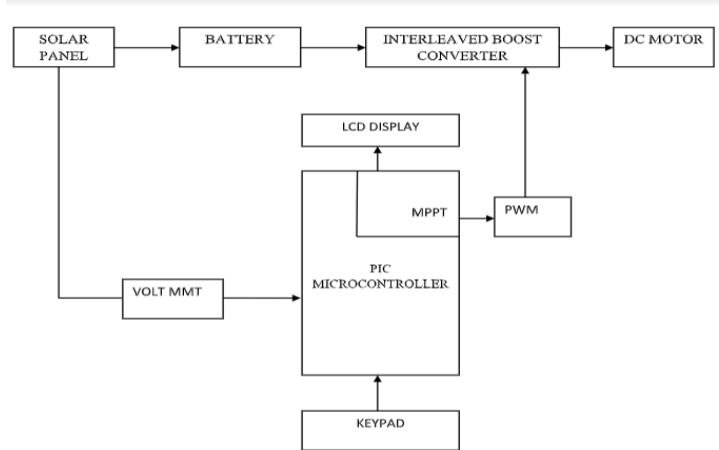 SOLAR
PANEL
BATTERY
INTERLEAVED BOOST
CONVERTER
DC MOTOR
LCD DISPLAY
MPPT
PWM
PIC
MICROCONTROLLER
VOLT MMT
KEYPAD